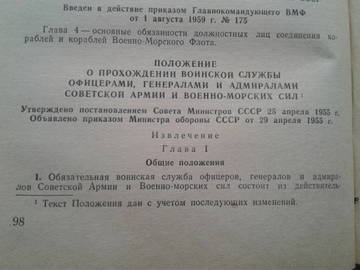 Введен в действие приказом Главнокомандующего ВМФ
от 1 августа 1959 г. № 175
Глава 4 — основные обязанности должностных лиц соединения ко-
раблей и кораблей Военно-Морского Флота.
ПОЛОЖЕНИЕ
О ПРОХОЖДЕНИИ ВОИНСКОЙ СЛУЖБЫ
ОФИЦЕРАМИ, ГЕНЕРАЛАМИ И АДМИРАЛАМИ
СОВЕТСКОЙ АРМИИ И ВОЕННО-МОРСКИХ СИЛ ¹
Утверждено постановлением Совета Министров СССР 25 апреля 1955 г.
Объявлено приказом Министра обороны СССР от 29 апреля 1955 г.
Извлечение
Глава I
Общие положения
1. Обязательная воинская служба офицеров, генералов и адми-
ралов Советской Армии и Военно-морских сил состоит из действитель-
¹ Текст Положения дан с учетом последующих изменений.
98